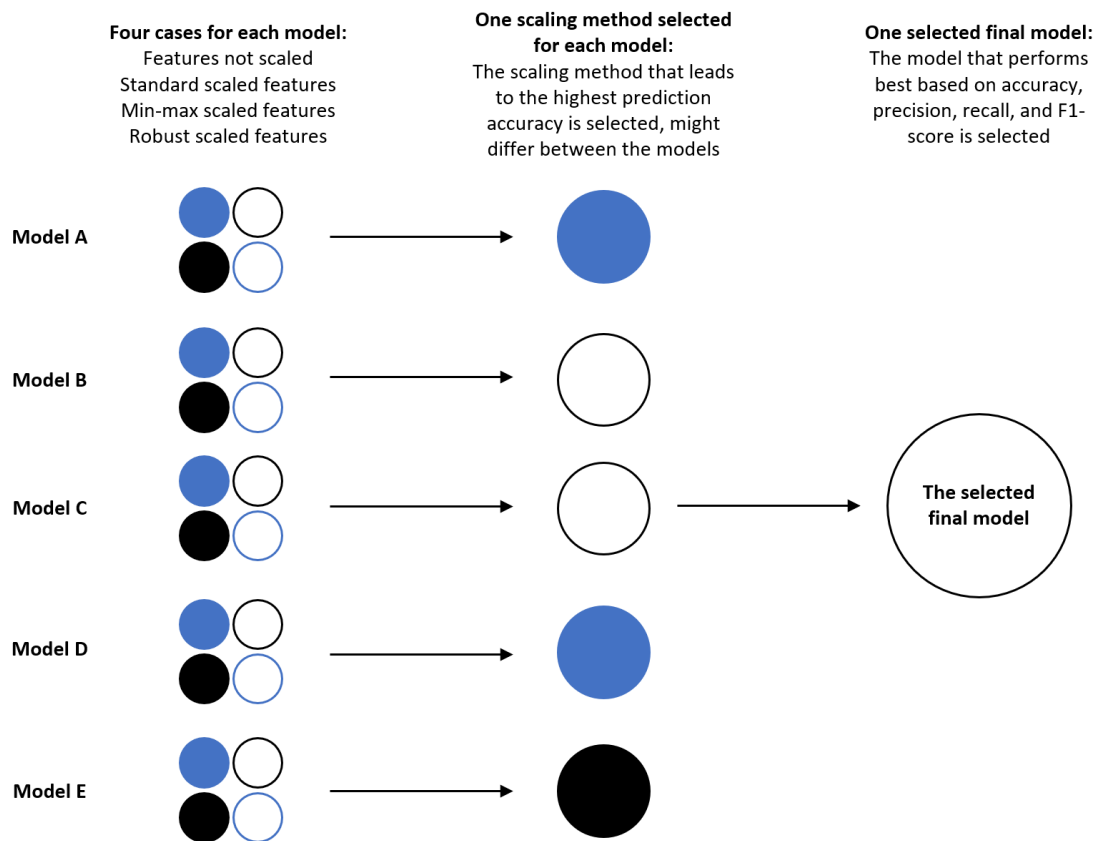 Four cases for each model:
Features not scaled
Standard scaled features
Min-max scaled features
Robust scaled features
One scaling method selected
for each model:
The scaling method that leads
to the highest prediction
accuracy is selected, might
differ between the models
One selected final model:
The model that performs
best based on accuracy,
precision, recall, and F1-
score is selected
Model A
Model B
Model C
The selected
final model
Model D
Model E